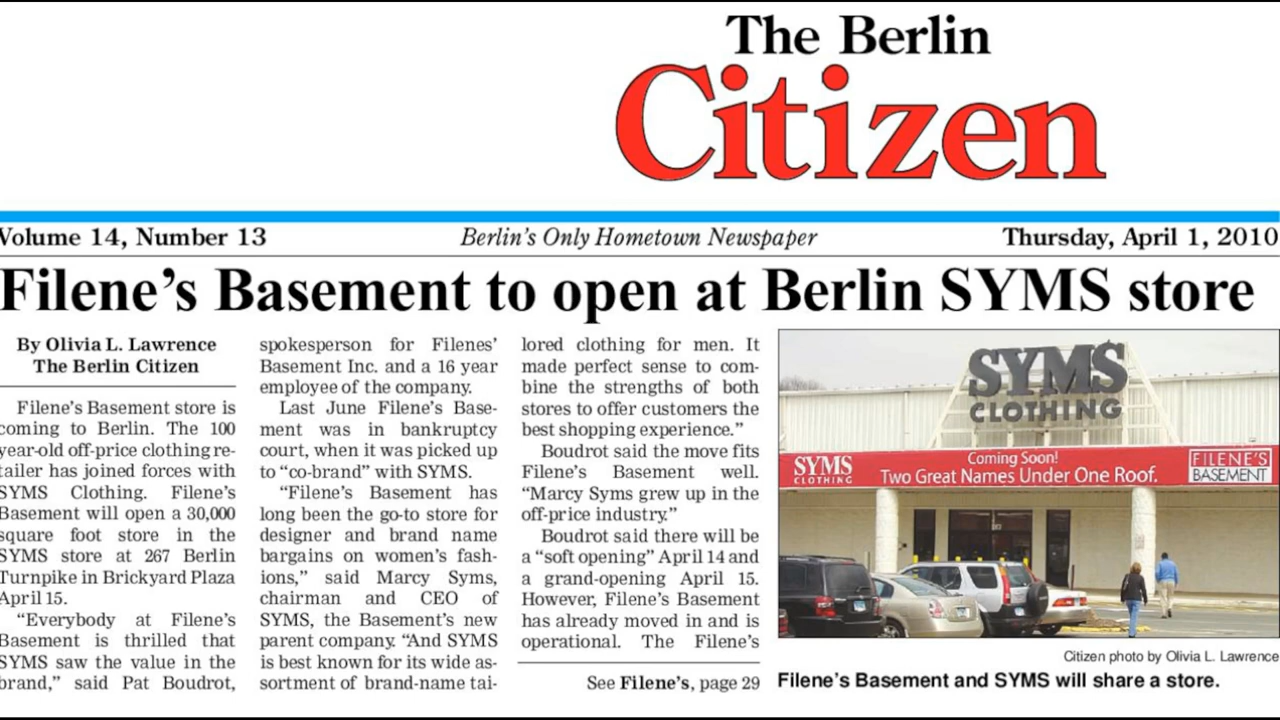 The Berlin
Citizen
Volume 14, Number 13
Berlin's Only Hometown Newspaper
Thursday, April 1, 2010
Filene's Basement to open at Berlin SYMS store
By Olivia L. Lawrence
The Berlin Citizen
Filene's Basement store is
coming to Berlin. The 100
year-old off-price clothing re-
tailer has joined forces with
SYMS Clothing. Filene's
Basement will open a 30,000
square foot store in the
SYMS store at 267 Berlin
Turnpike in Brickyard Plaza
April 15.
"Everybody at Filene's
Basement is thrilled that
SYMS saw the value in the
brand," said Pat Boudrot,
spokesperson for Filenes'
Basement Inc. and a 16 year
employee of the company.
Last June Filene's Base-
ment was in bankruptcy
court, when it was picked up
to "co-brand" with SYMS.
"Filene's Basement has
long been the go-to store for
designer and brand name
bargains on women's fash-
ions," said Marcy Syms,
chairman and CEO of
SYMS, the Basement's new
parent company. "And SYMS
is best known for its wide as-
sortment of brand-name tai-
lored clothing for men. It
made perfect sense to com-
bine the strengths of both
stores to offer customers the
best shopping experience."
Boudrot said the move fits
Filene's Basement well.
"Marcy Syms grew up in the
off-price industry."
Boudrot said there will be
a "soft opening" April 14 and
a grand-opening April 15.
However, Filene's Basement
has already moved in and is
operational. The Filene's
See Filene's, page 29
SYMS
CLOTHING
SYMS
CLOTHING
Coming Soon!
Two Great Names Under One Roof.
FILENE'S
BASEMENT
Citizen photo by Olivia L. Lawrence
Filene's Basement and SYMS will share a store.